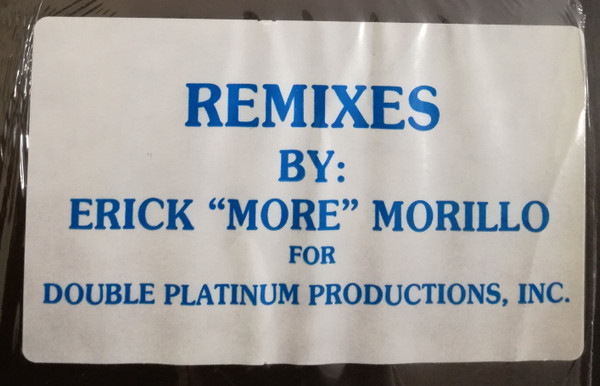 REMIXES
BY:
ERICK “MORE” MORILLO
FOR
DOUBLE PLATINUM PRODUCTIONS, INC.